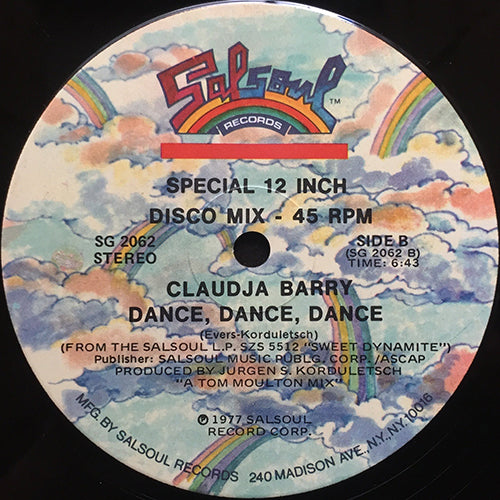 Salsoul ™
RECORDS
SPECIAL 12 INCH
DISCO MIX - 45 RPM
SG 2062
STEREO
SIDE B
(SG 2062 B)
TIME: 6:43
CLAUDJA BARRY
DANCE, DANCE, DANCE
(Evers-Korduletsch)
(FROM THE SALSOUL L.P. SZS 5512 "SWEET DYNAMITE")
Publisher: SALSOUL MUSIC PUBLG. CORP. /ASCAP
PRODUCED BY JURGEN S. KORDULETSCH
"A TOM MOULTON MIX"
℗ 1977 SALSOUL
RECORD CORP.
MFG. BY SALSOUL RECORDS 240 MADISON AVE., N.Y., N.Y. 10016